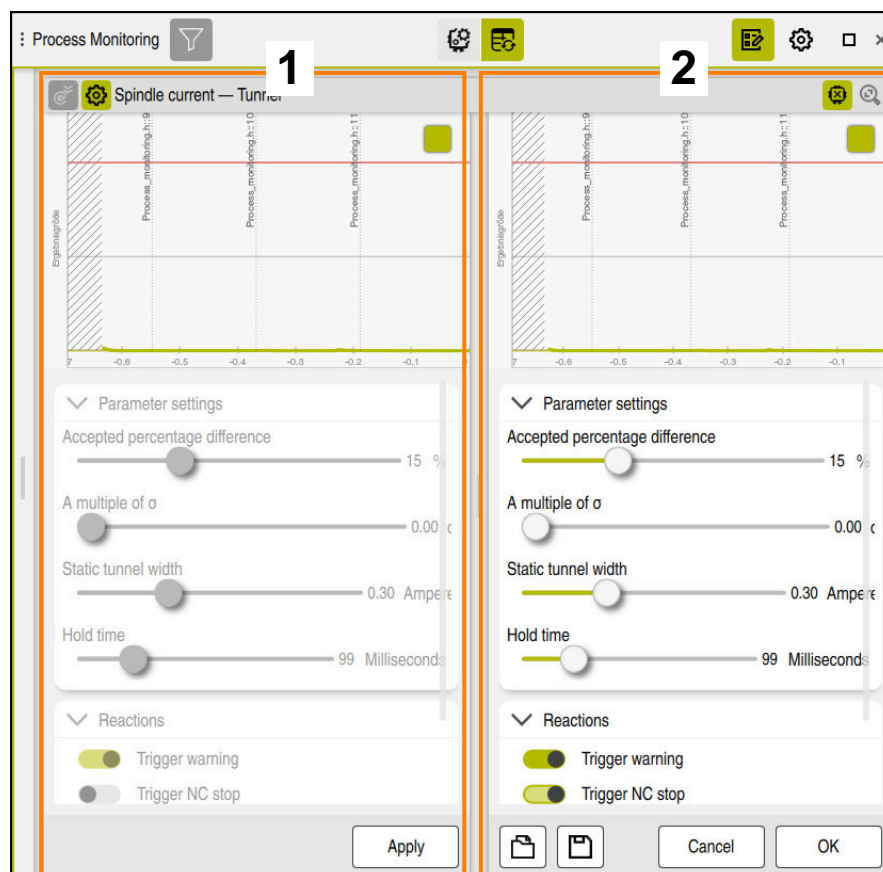 Process Monitoring
1
2
Spindle current — Tunnel
Process_monitoring.h::9
Process_monitoring.h::10
Process_monitoring.h::11
Ergebnisgröße
7
-0.6
-0.5
-0.4
-0.3
-0.2
-0.1
Parameter settings
Accepted percentage difference
15 %
A multiple of σ
0.00
Static tunnel width
0.30 Ampere
Hold time
99 Milliseconds
Reactions
Trigger warning
Trigger NC stop
Apply
Process_monitoring.h::9
Process_monitoring.h::10
Process_monitoring.h::11
Ergebnisgröße
7
-0.6
-0.5
-0.4
-0.3
-0.2
-0.1
Parameter settings
Accepted percentage difference
15 %
A multiple of σ
0.00
Static tunnel width
0.30 Ampere
Hold time
99 Milliseconds
Reactions
Trigger warning
Trigger NC stop
Cancel
OK